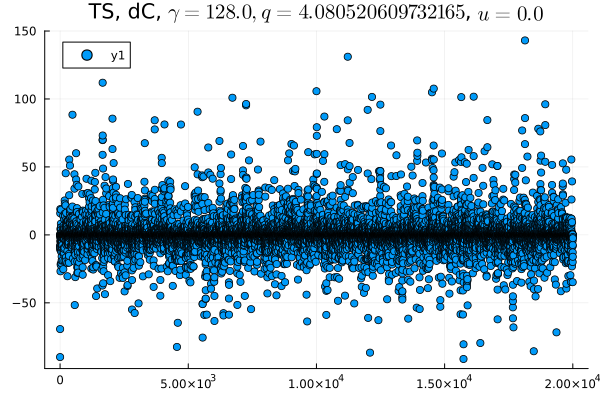 TS, dC, γ = 128.0, q = 4.080520609732165, u = 0.0
150
y1
100
50
0
−50
0 5.00×10³ 1.00×10⁴ 1.50×10⁴ 2.00×10⁴